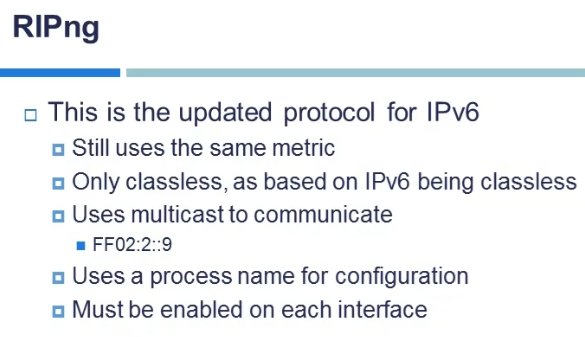 RIPng
This is the updated protocol for IPv6
Still uses the same metric
Only classless, as based on IPv6 being classless
Uses multicast to communicate
FF02:2::9
Uses a process name for configuration
Must be enabled on each interface